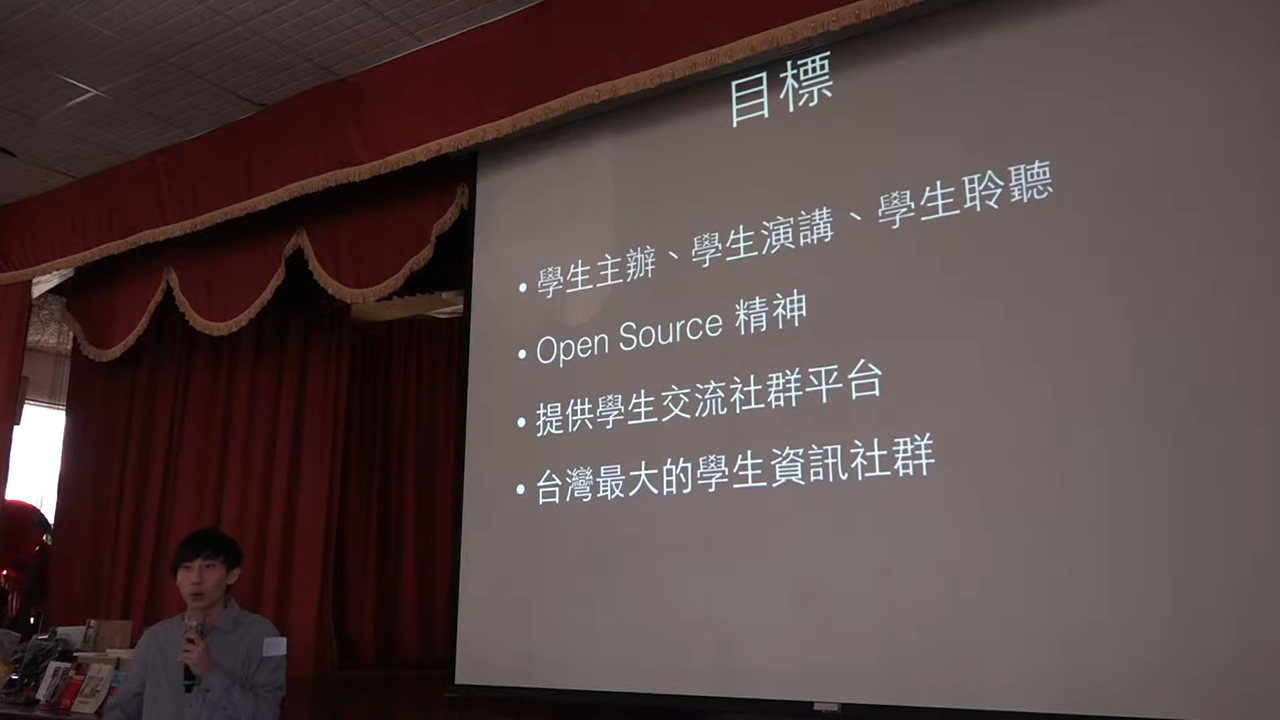 目標
• 學生主辦、學生演講、學生聆聽
• Open Source 精神
• 提供學生交流社群平台
• 台灣最大的學生資訊社群